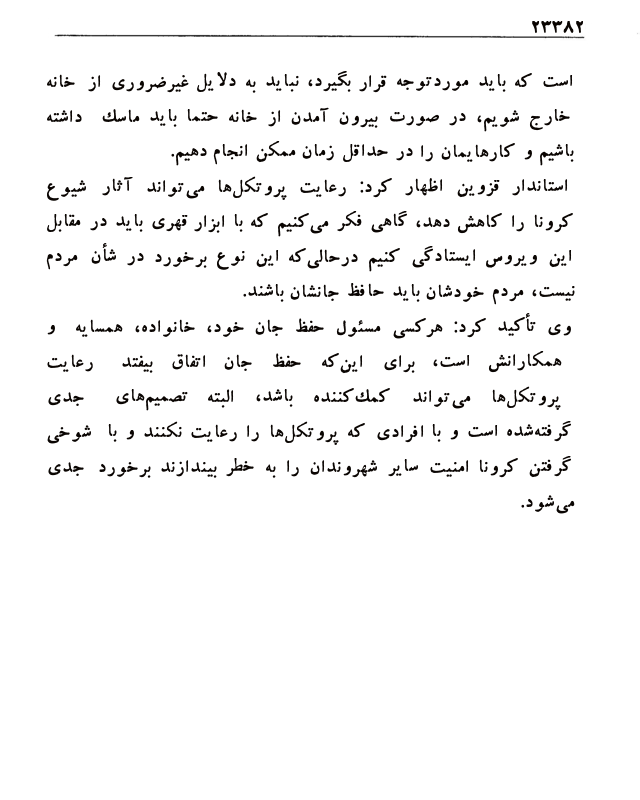 ۲۳۳۸۲
است که باید موردتوجه قرار بگیرد، نباید به دلایل غیرضروری از خانه
خارج شویم، در صورت بیرون آمدن از خانه حتما باید ماسك داشته
باشیم و کارهایمان را در حداقل زمان ممکن انجام دهیم.
استاندار قزوین اظهار کرد: رعایت پروتکل‌ها می‌تواند آثار شیوع
کرونا را کاهش دهد، گاهی فکر می‌کنیم که با ابزار قهری باید در مقابل
این ویروس ایستادگی کنیم درحالی‌که این نوع برخورد در شأن مردم
نیست، مردم خودشان باید حافظ جانشان باشند.
وی تأکید کرد: هرکسی مسئول حفظ جان خود، خانواده، همسایه و
همکارانش است، برای این‌که حفظ جان اتفاق بیفتد رعایت
پروتکل‌ها می‌تواند کمك‌کننده باشد، البته تصمیم‌های جدی
گرفته‌شده است و با افرادی که پروتکل‌ها را رعایت نکنند و با شوخی
گرفتن کرونا امنیت سایر شهروندان را به خطر بیندازند برخورد جدی
می‌شود.